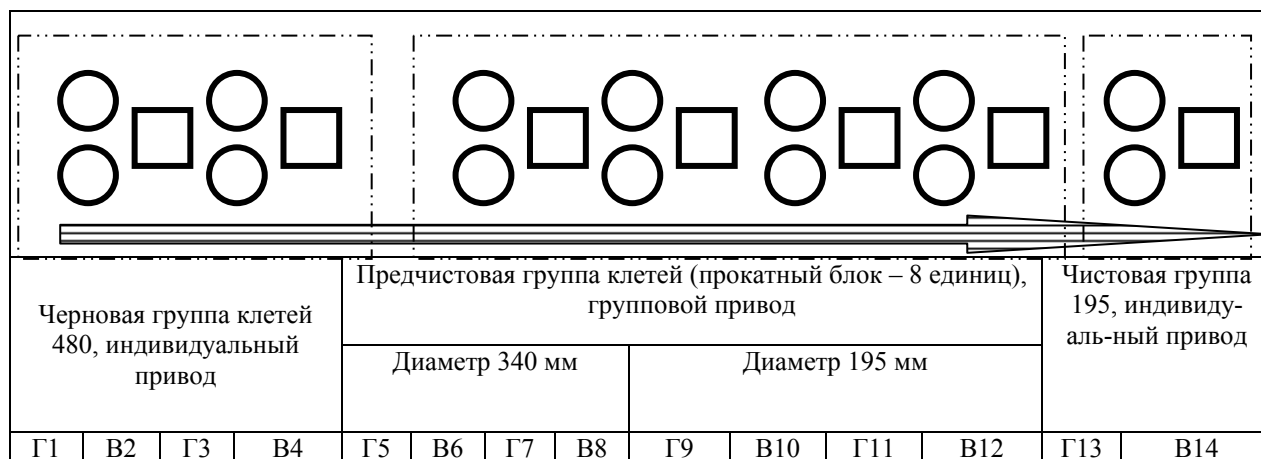 Черновая группа клетей
480, индивидуальный
привод
Предчистовая группа клетей (прокатный блок – 8 единиц),
групповой привод
Чистовая группа
195, индивиду-
аль-ный привод
Диаметр 340 мм
Диаметр 195 мм
Г1 В2 Г3 В4 Г5 В6 Г7 В8 Г9 В10 Г11 В12 Г13 В14